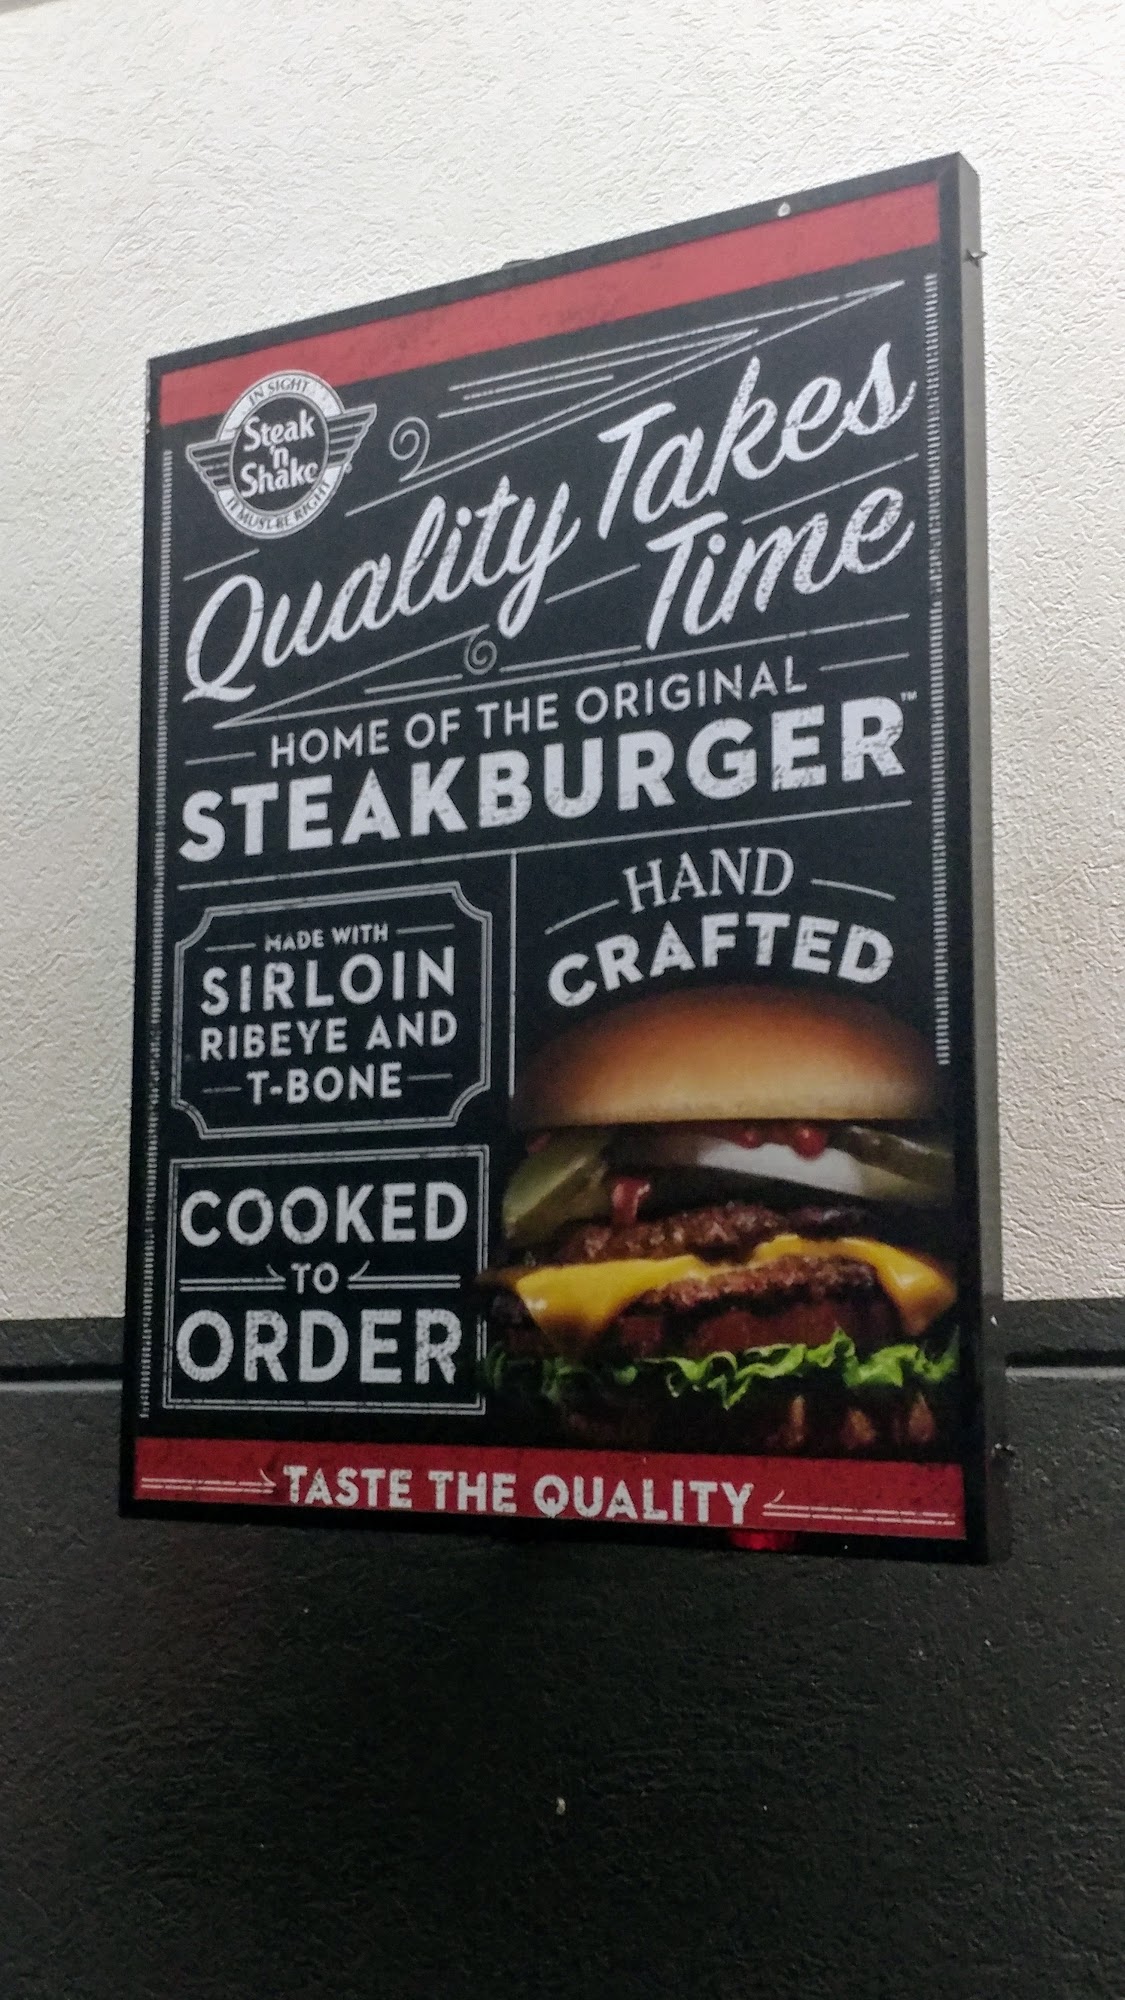 IN SIGHT
Steak
'n
Shake
IT MUST BE RIGHT
Quality Takes
Time
HOME OF THE ORIGINAL
STEAKBURGER™
MADE WITH
SIRLOIN
RIBEYE AND
T-BONE
HAND
CRAFTED
COOKED
TO
ORDER
TASTE THE QUALITY